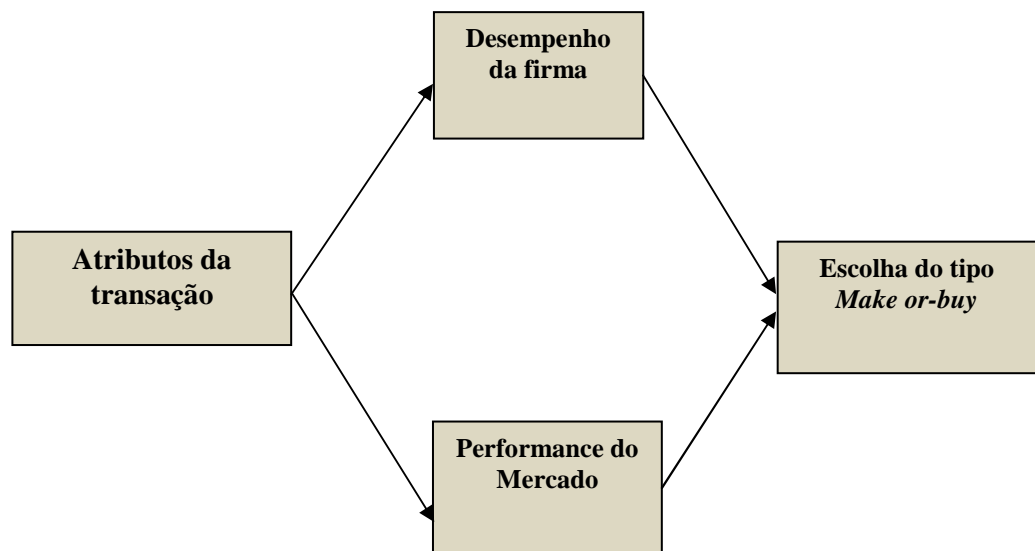 Desempenho
da firma
Atributos da
transação
Escolha do tipo
Make or-buy
Performance do
Mercado